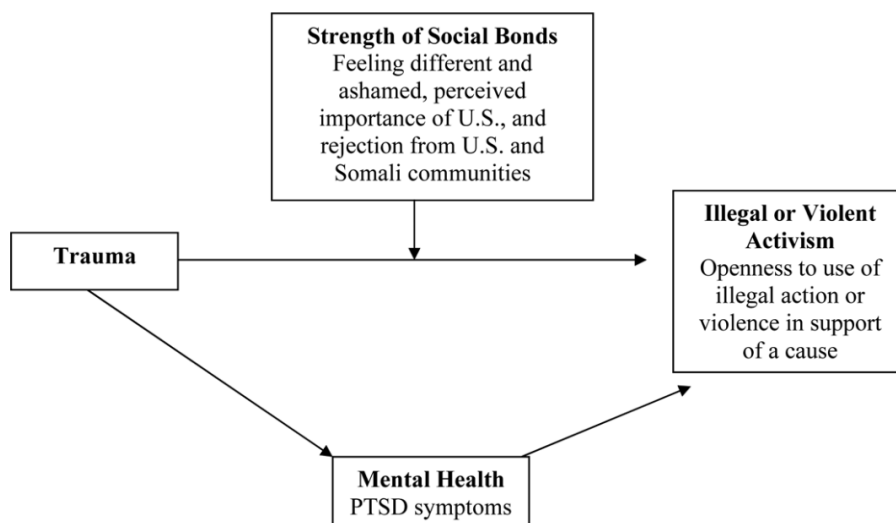 Strength of Social Bonds
Feeling different and
ashamed, perceived
importance of U.S., and
rejection from U.S. and
Somali communities
Trauma
Illegal or Violent
Activism
Openness to use of
illegal action or
violence in support
of a cause
Mental Health
PTSD symptoms